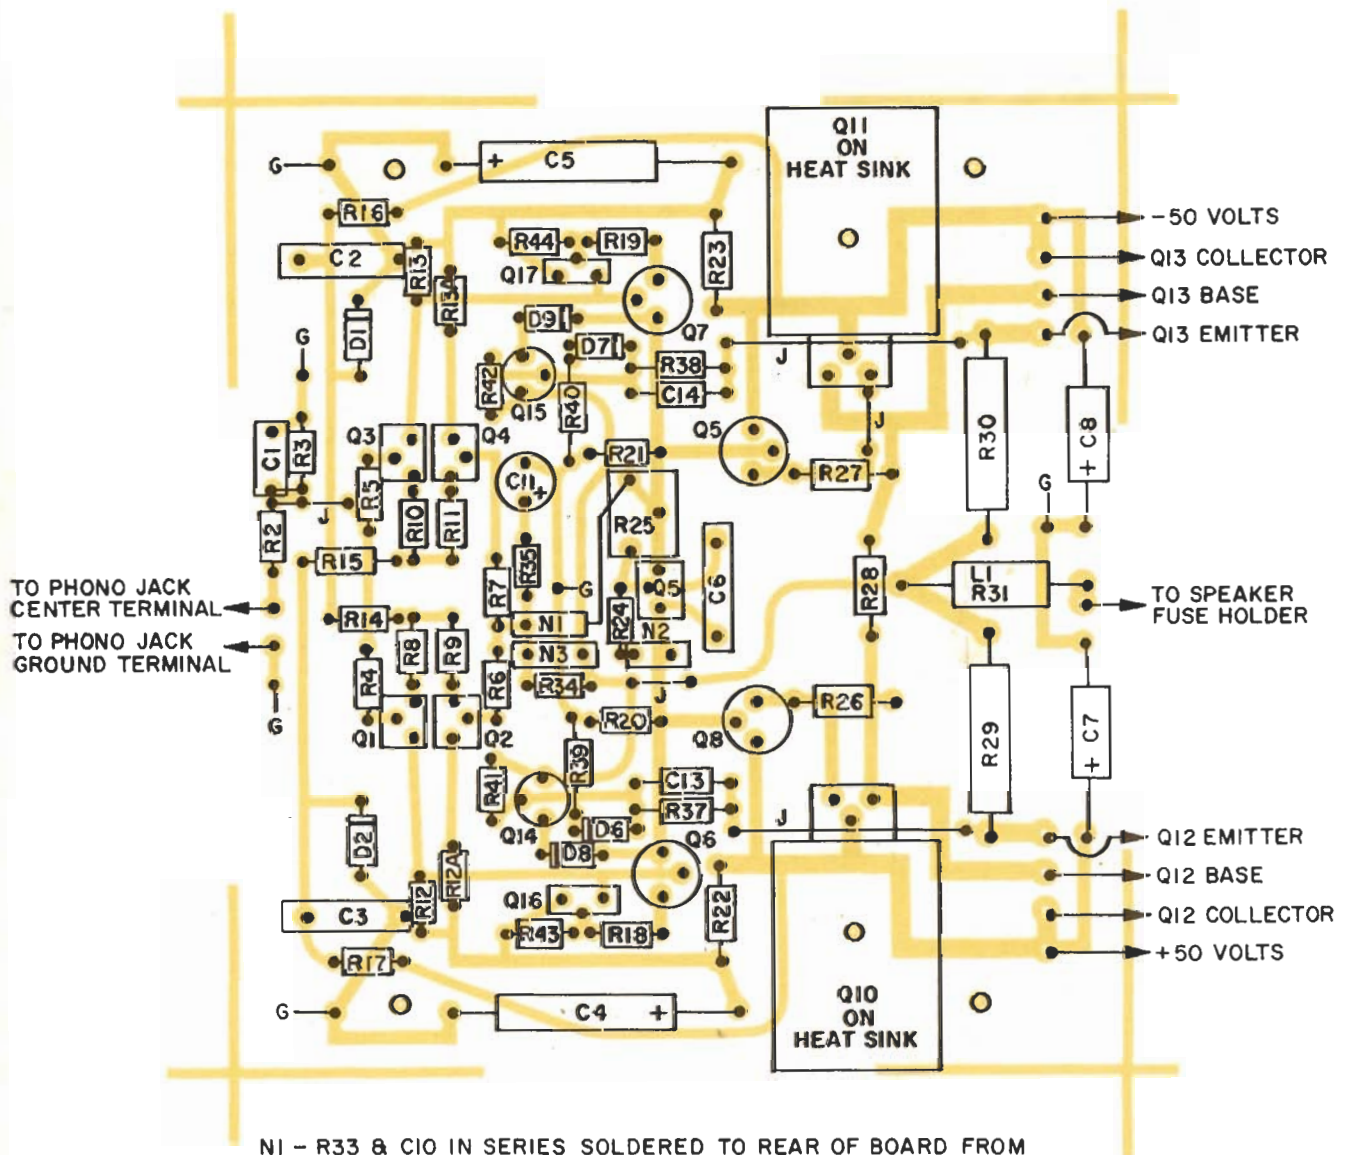 Q11
ON
HEAT SINK
G
+ C5
R16
-50 VOLTS
C2
R13
R13A
R44
R19
R23
Q17
Q13 COLLECTOR
D1
D9
Q7
Q13 BASE
G
D7
J
Q13 EMITTER
R42
R38
Q15
R40
C14
C1
R3
Q3
Q4
Q5
J
R30
+ C8
R21
R27
R5
C11
+
G
J
R10
R11
R25
R2
R15
R35
R7
G
Q5
C6
R28
L1
R31
TO PHONO JACK
CENTER TERMINAL
TO SPEAKER
FUSE HOLDER
R14
N1
R24
N2
TO PHONO JACK
GROUND TERMINAL
R8
R9
N3
R4
R6
R34
J
G
R26
Q1
Q2
R20
Q8
R29
+ C7
R39
R41
C13
J
Q14
D6
R37
Q12 EMITTER
D2
D8
Q6
R12A
Q12 BASE
R12
Q16
R22
C3
R43
R18
Q12 COLLECTOR
R17
+50 VOLTS
G
C4 +
Q10
ON
HEAT SINK
N1 – R33 & C10 IN SERIES SOLDERED TO REAR OF BOARD FROM